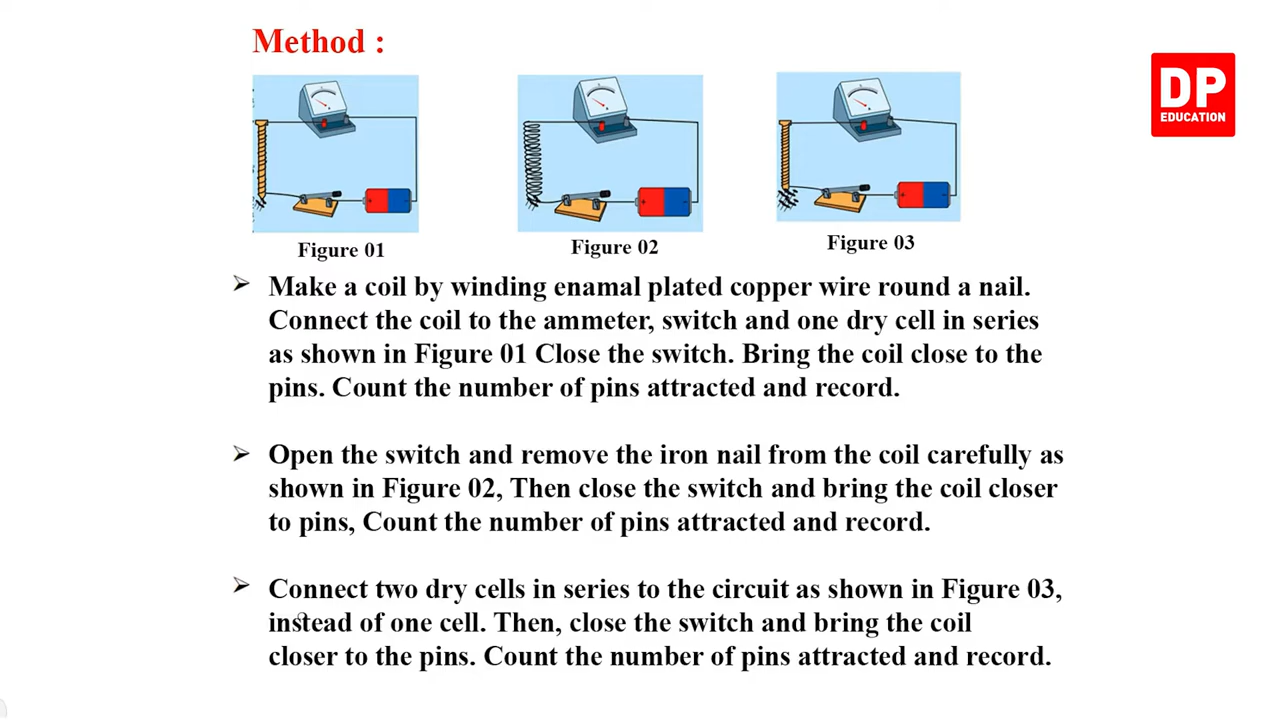 Method :
DP
EDUCATION
Figure 01
Figure 02
Figure 03
Make a coil by winding enamal plated copper wire round a nail.
Connect the coil to the ammeter, switch and one dry cell in series
as shown in Figure 01 Close the switch. Bring the coil close to the
pins. Count the number of pins attracted and record.
Open the switch and remove the iron nail from the coil carefully as
shown in Figure 02, Then close the switch and bring the coil closer
to pins, Count the number of pins attracted and record.
Connect two dry cells in series to the circuit as shown in Figure 03,
instead of one cell. Then, close the switch and bring the coil
closer to the pins. Count the number of pins attracted and record.